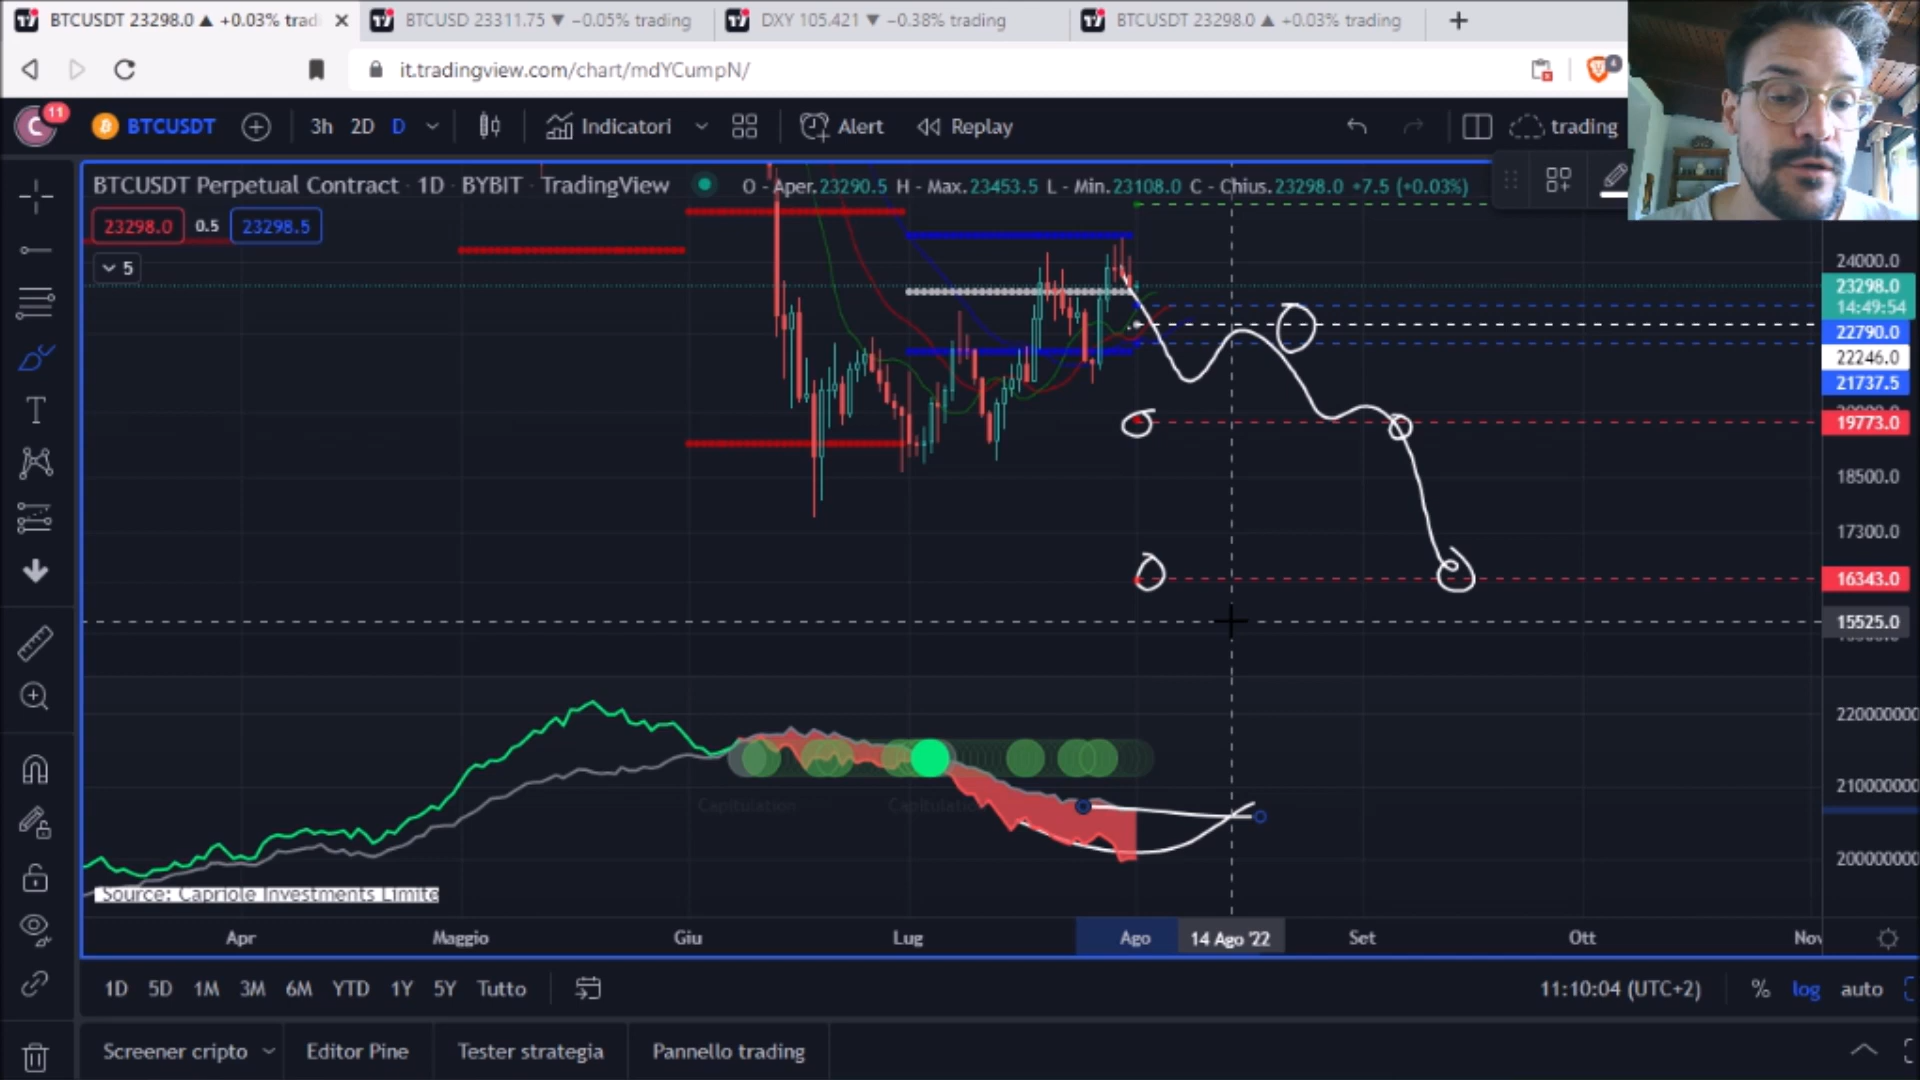 BTCUSDT 23298.0 ▲ +0.03% tradi
BTCUSD 23311.75 ▼ −0.05% trading
DXY 105.421 ▼ −0.38% trading
BTCUSDT 23298.0 ▲ +0.03% trading
it.tradingview.com/chart/mdYCumpN/
4
C 11
BTCUSDT
3h 2D D
Indicatori
Alert
Replay
trading
BTCUSDT Perpetual Contract · 1D · BYBIT · TradingView
O - Aper.23290.5 H - Max.23453.5 L - Min.23108.0 C - Chius.23298.0 +7.5 (+0.03%)
23298.0 0.5 23298.5
5
24000.0
23298.0
14:49:54
22790.0
22246.0
21737.5
19773.0
18500.0
17300.0
16343.0
15525.0
220000000
210000000
200000000
Capitulation
Capitulation
Source: Capriole Investments Limite
Apr Maggio Giu Lug Ago 14 Ago '22 Set Ott Nov
1D 5D 1M 3M 6M YTD 1Y 5Y Tutto
11:10:04 (UTC+2) % log auto
Screener cripto Editor Pine Tester strategia Pannello trading